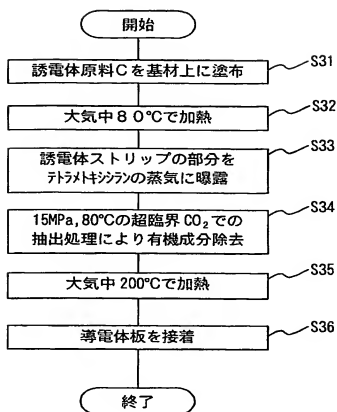 開始
誘電体原料Cを基材上に塗布
S31
大気中80℃で加熱
S32
誘電体ストリップの部分を
テトラメトキシシランの蒸気に曝露
S33
15MPa,80℃の超臨界CO₂での
抽出処理により有機成分除去
S34
大気中200℃で加熱
S35
導電体板を接着
S36
終了